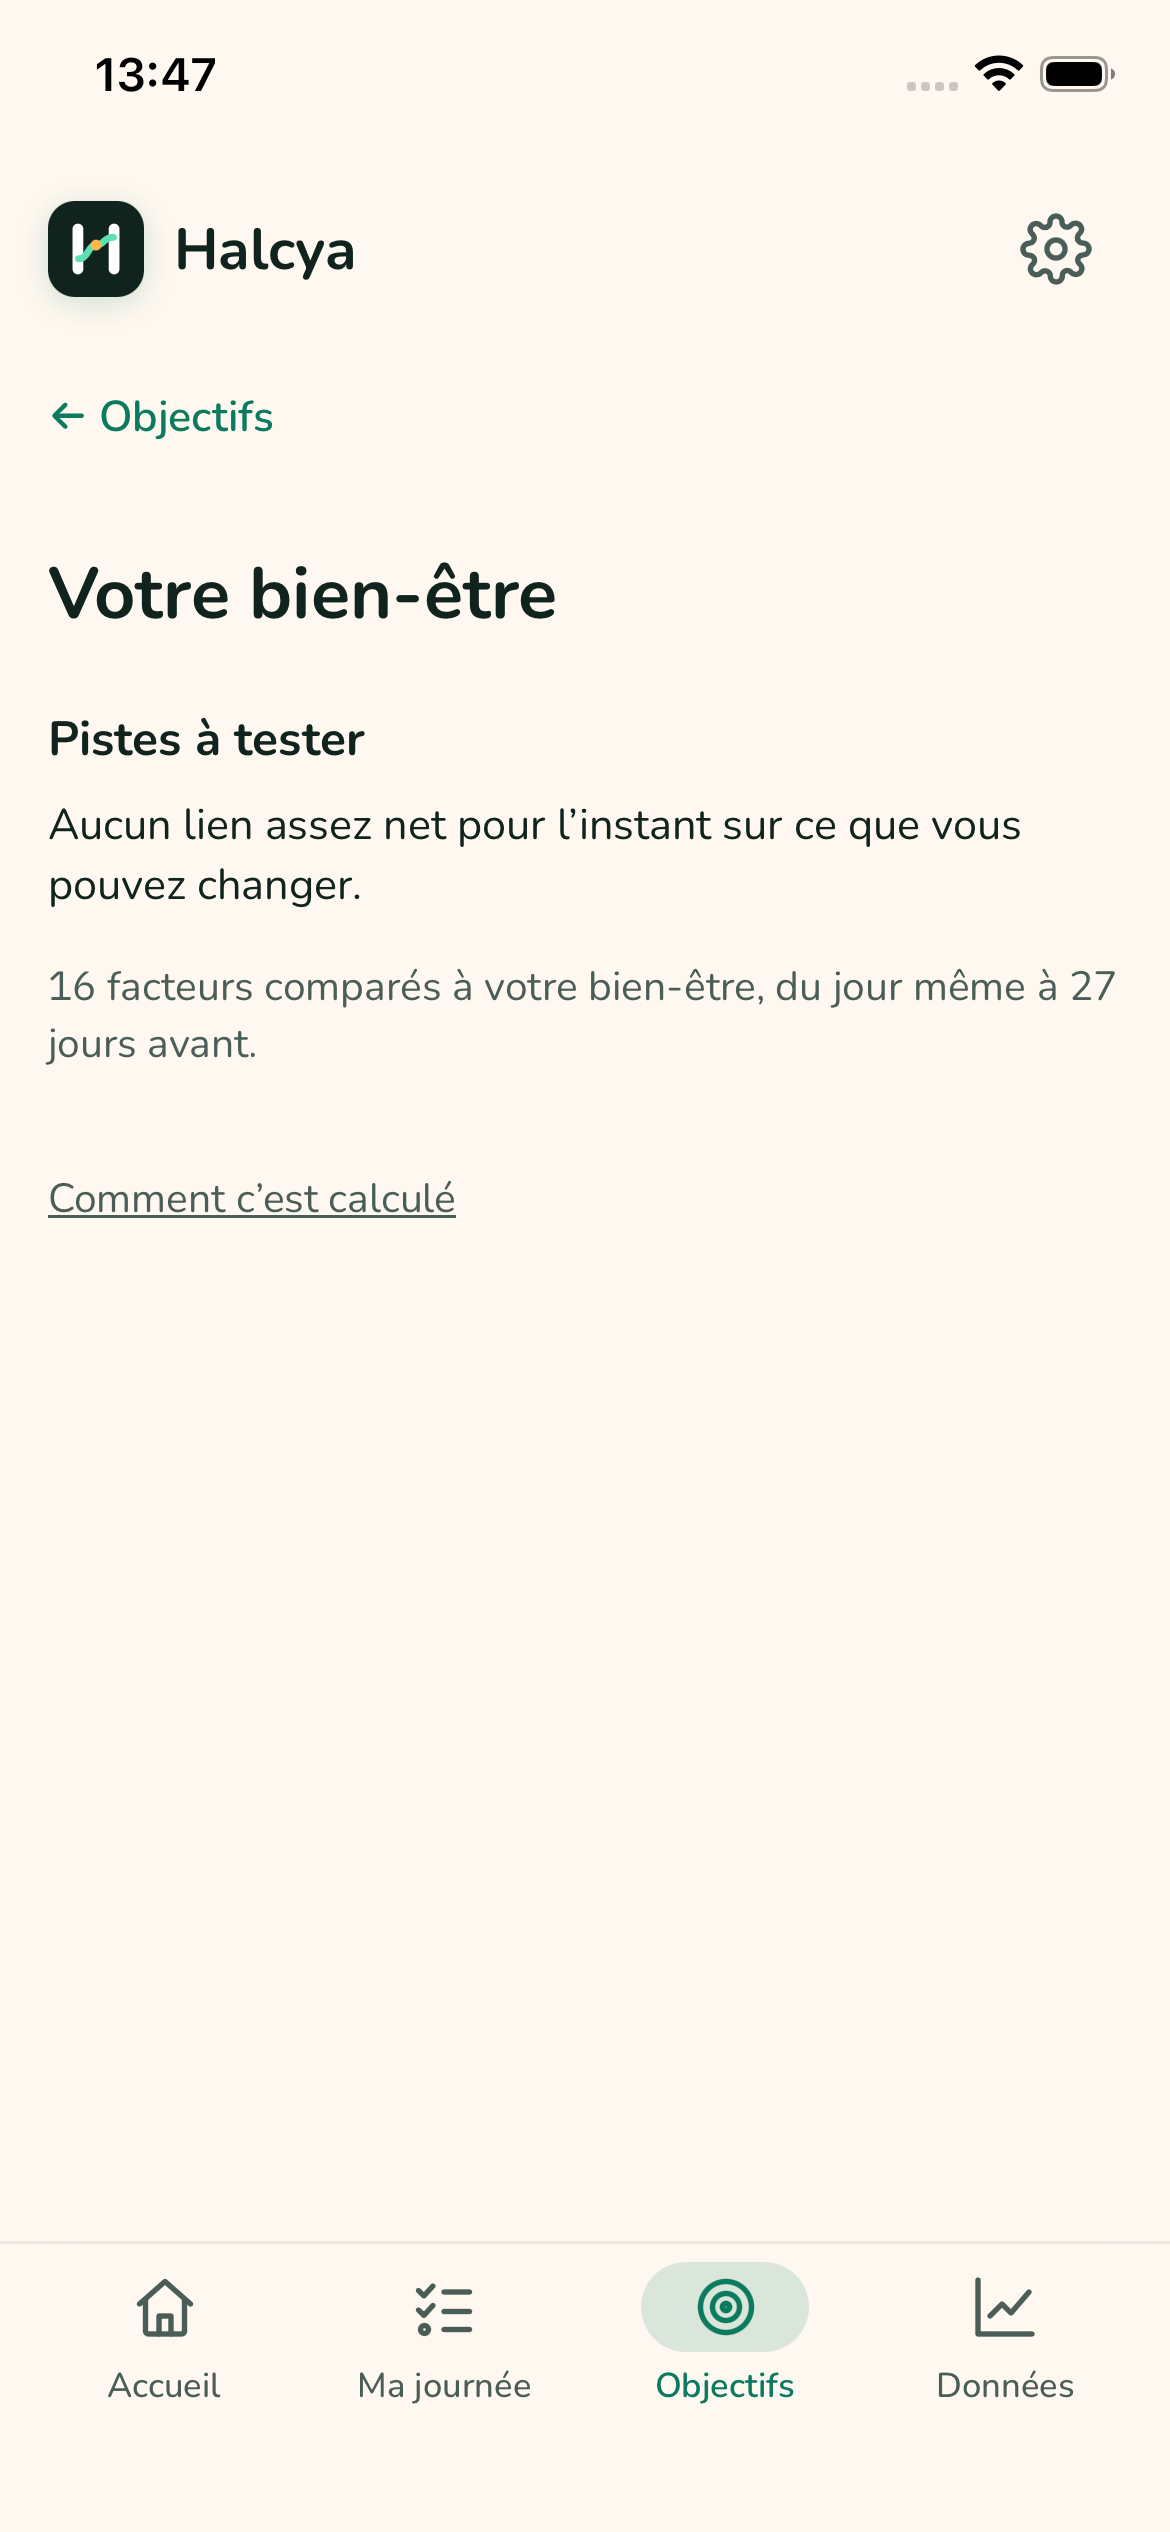 13:47
Halcya
← Objectifs
Votre bien-être
Pistes à tester
Aucun lien assez net pour l’instant sur ce que vous
pouvez changer.
16 facteurs comparés à votre bien-être, du jour même à 27
jours avant.
Comment c’est calculé
Accueil
Ma journée
Objectifs
Données